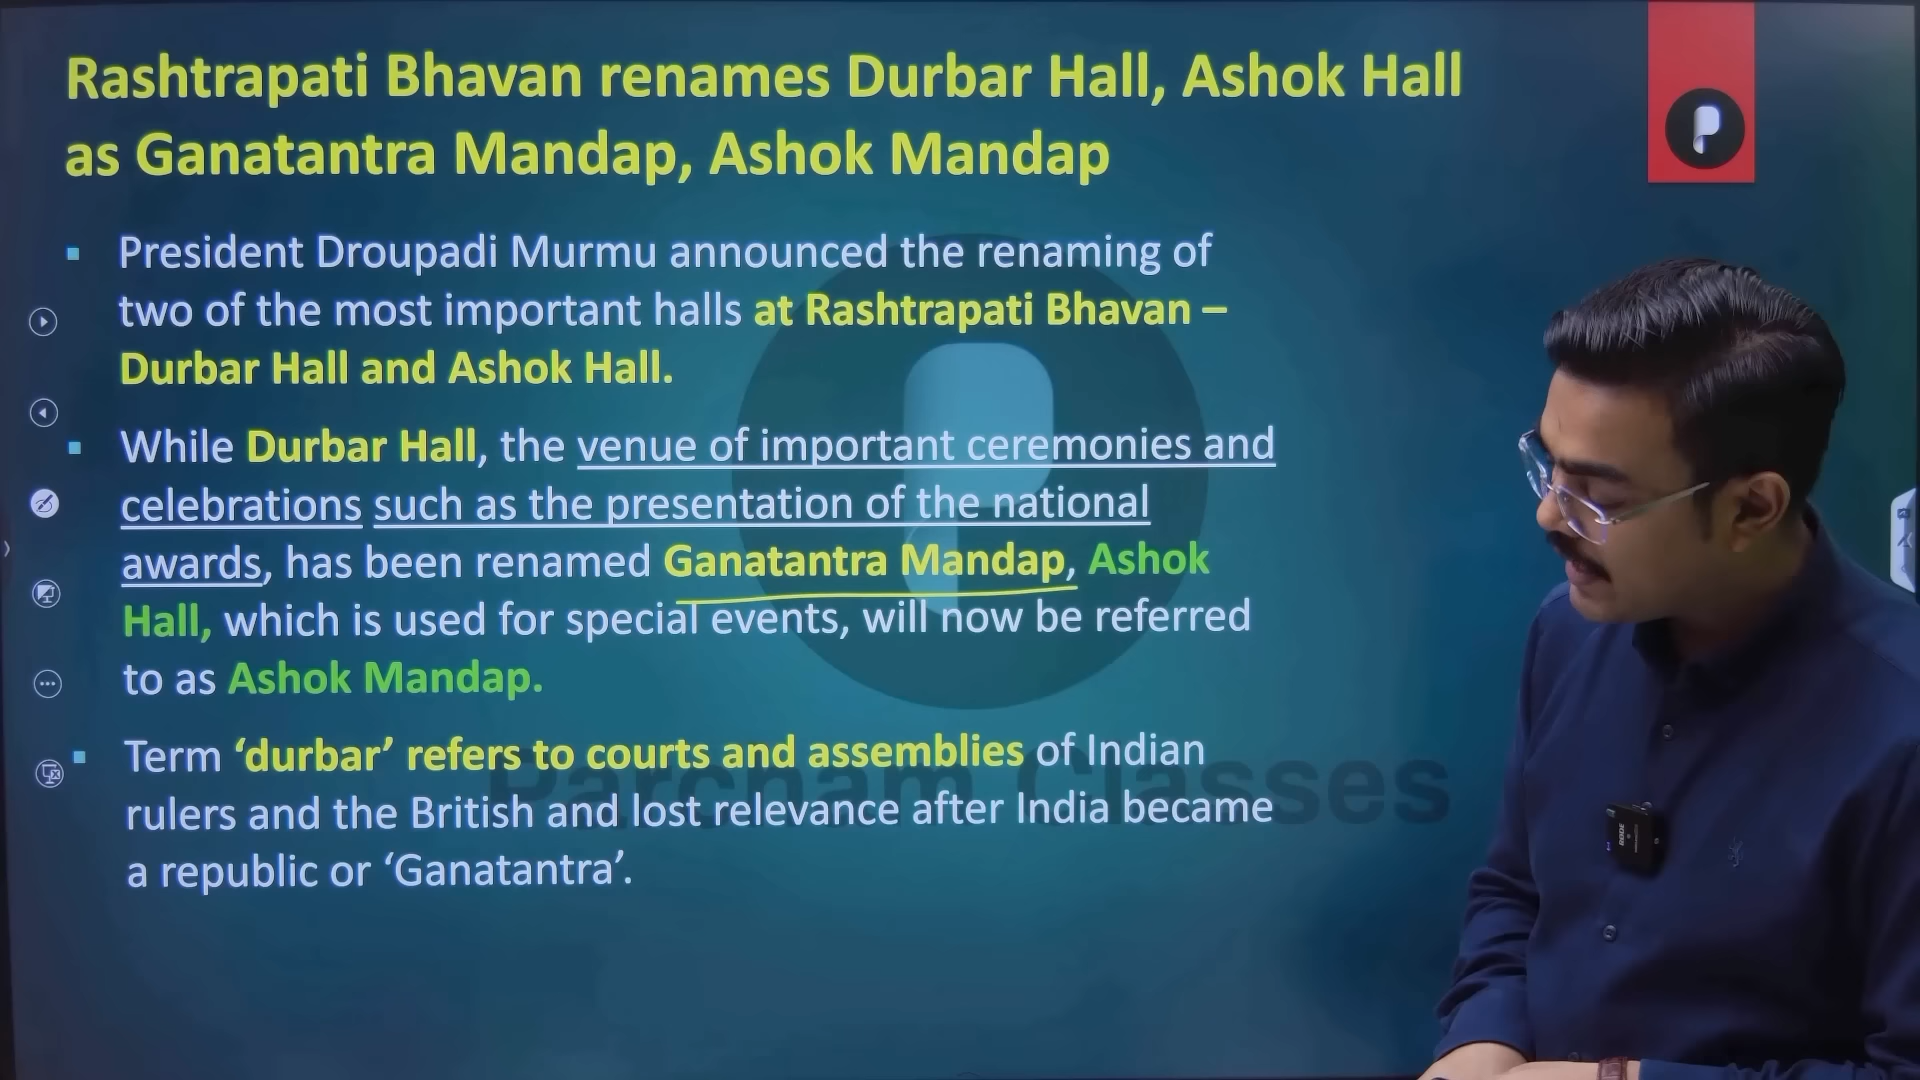 Rashtrapati Bhavan renames Durbar Hall, Ashok Hall
as Ganatantra Mandap, Ashok Mandap
President Droupadi Murmu announced the renaming of
two of the most important halls at Rashtrapati Bhavan –
Durbar Hall and Ashok Hall.
While Durbar Hall, the venue of important ceremonies and
celebrations such as the presentation of the national
awards, has been renamed Ganatantra Mandap, Ashok
Hall, which is used for special events, will now be referred
to as Ashok Mandap.
Term ‘durbar’ refers to courts and assemblies of Indian
rulers and the British and lost relevance after India became
a republic or ‘Ganatantra’.
Parcham Classes
RODE